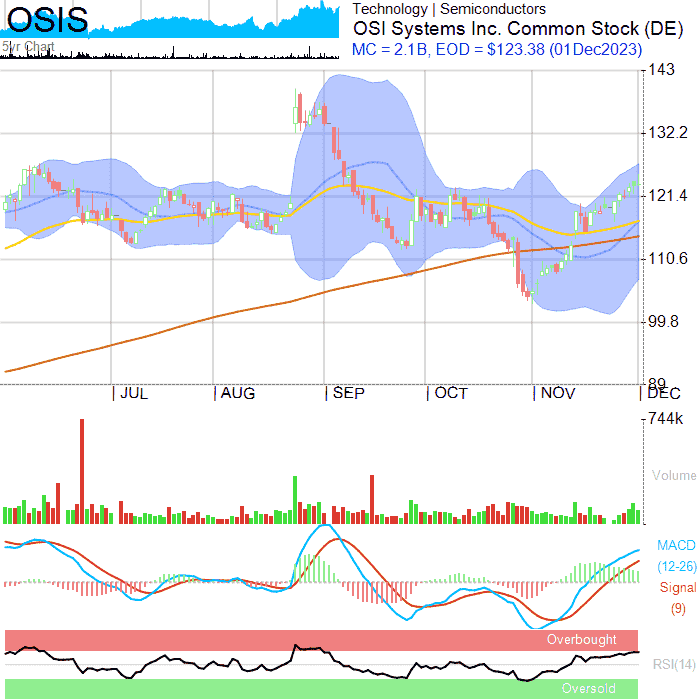 OSIS
5yr Chart
Technology | Semiconductors
OSI Systems Inc. Common Stock (DE)
MC = 2.1B, EOD = $123.38 (01Dec2023)
143
132.2
121.4
110.6
99.8
89
JUL
AUG
SEP
OCT
NOV
DEC
744k
Volume
MACD
(12-26)
Signal
(9)
Overbought
RSI(14)
Oversold